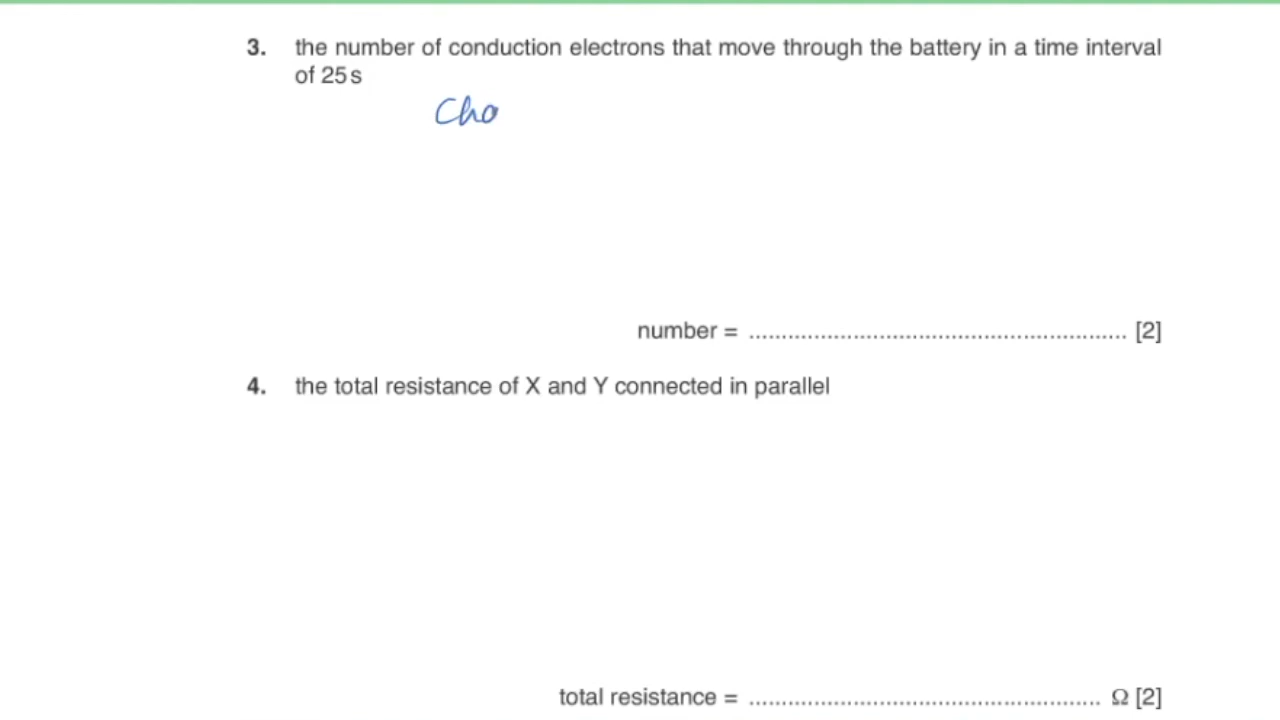 3. the number of conduction electrons that move through the battery in a time interval
of 25 s
Cho
number = .......................................................... [2]
4. the total resistance of X and Y connected in parallel
total resistance = ...................................................... Ω [2]